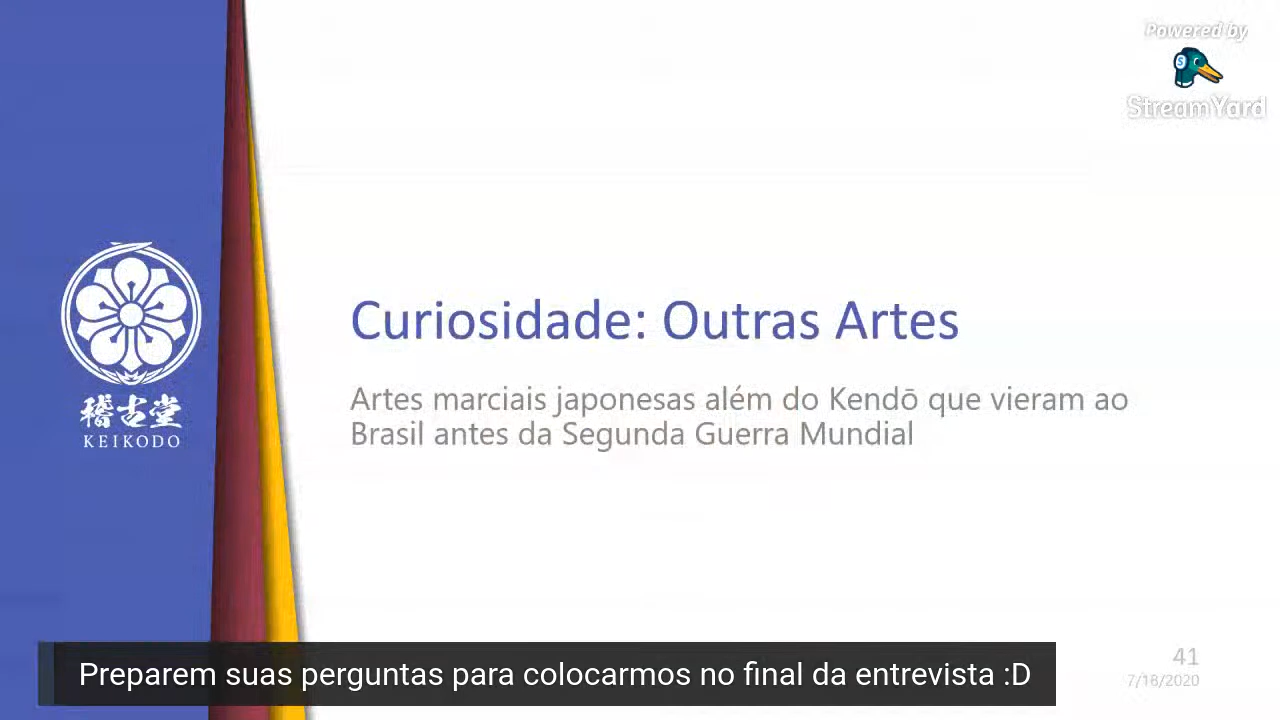 Powered by
StreamYard
Curiosidade: Outras Artes
Artes marciais japonesas além do Kendō que vieram ao
Brasil antes da Segunda Guerra Mundial
稽古堂
KEIKODO
Preparem suas perguntas para colocarmos no final da entrevista :D
41
7/18/2020